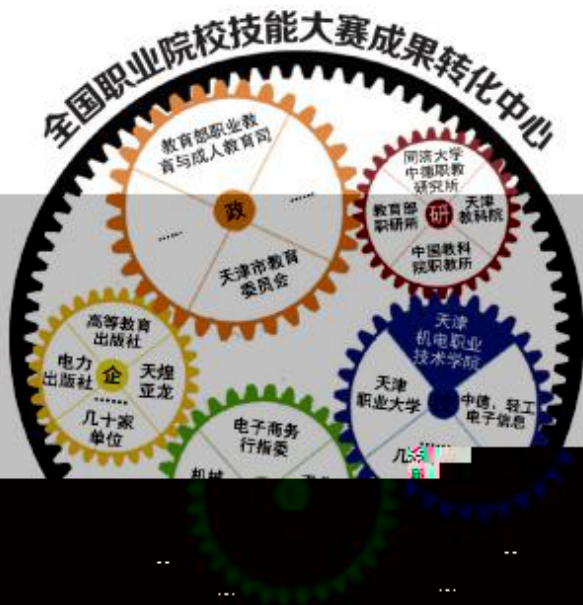 全国职业院校技能大赛成果转化中心
教育部职业教
育与成人教育司
......
......
天津市教育
委员会
政
同济大学
中德职教
研究所
教育部
职研所
研
天津
教科院
中国教科
院职教所
高等教育
出版社
电力
出版社
企
天煌
亚龙
......
几十家
单位
天津
机电职业
技术学院
天津
职业大学
中德、轻工
电子信息
......
电子商务
行指委
机械